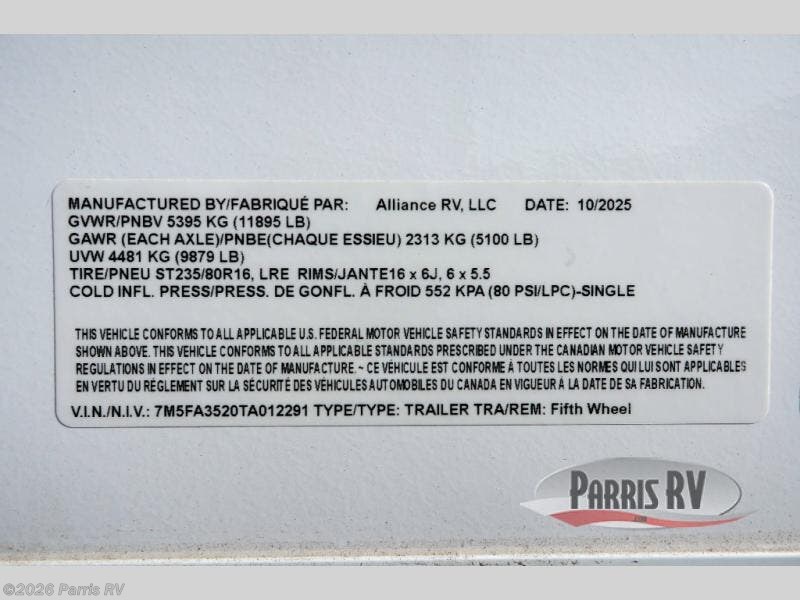 MANUFACTURED BY/FABRIQUÉ PAR: Alliance RV, LLC DATE: 10/2025
GVWR/PNBV 5395 KG (11895 LB)
GAWR (EACH AXLE)/PNBE(CHAQUE ESSIEU) 2313 KG (5100 LB)
UVW 4481 KG (9879 LB)
TIRE/PNEU ST235/80R16, LRE RIMS/JANTE16 x 6J, 6 x 5.5
COLD INFL. PRESS/PRESS. DE GONFL. À FROID 552 KPA (80 PSI/LPC)-SINGLE
THIS VEHICLE CONFORMS TO ALL APPLICABLE U.S. FEDERAL MOTOR VEHICLE SAFETY STANDARDS IN EFFECT ON THE DATE OF MANUFACTURE
SHOWN ABOVE. THIS VEHICLE CONFORMS TO ALL APPLICABLE STANDARDS PRESCRIBED UNDER THE CANADIAN MOTOR VEHICLE SAFETY
REGULATIONS IN EFFECT ON THE DATE OF MANUFACTURE. ~ CE VÉHICULE EST CONFORME À TOUTES LES NORMES QUI LUI SONT APPLICABLES
EN VERTU DU RÈGLEMENT SUR LA SÉCURITÉ DES VÉHICULES AUTOMOBILES DU CANADA EN VIGUEUR À LA DATE DE SA FABRICATION.
V.I.N./N.I.V.: 7M5FA3520TA012291 TYPE/TYPE: TRAILER TRA/REM: Fifth Wheel
PARRIS RV
©2026 Parris RV